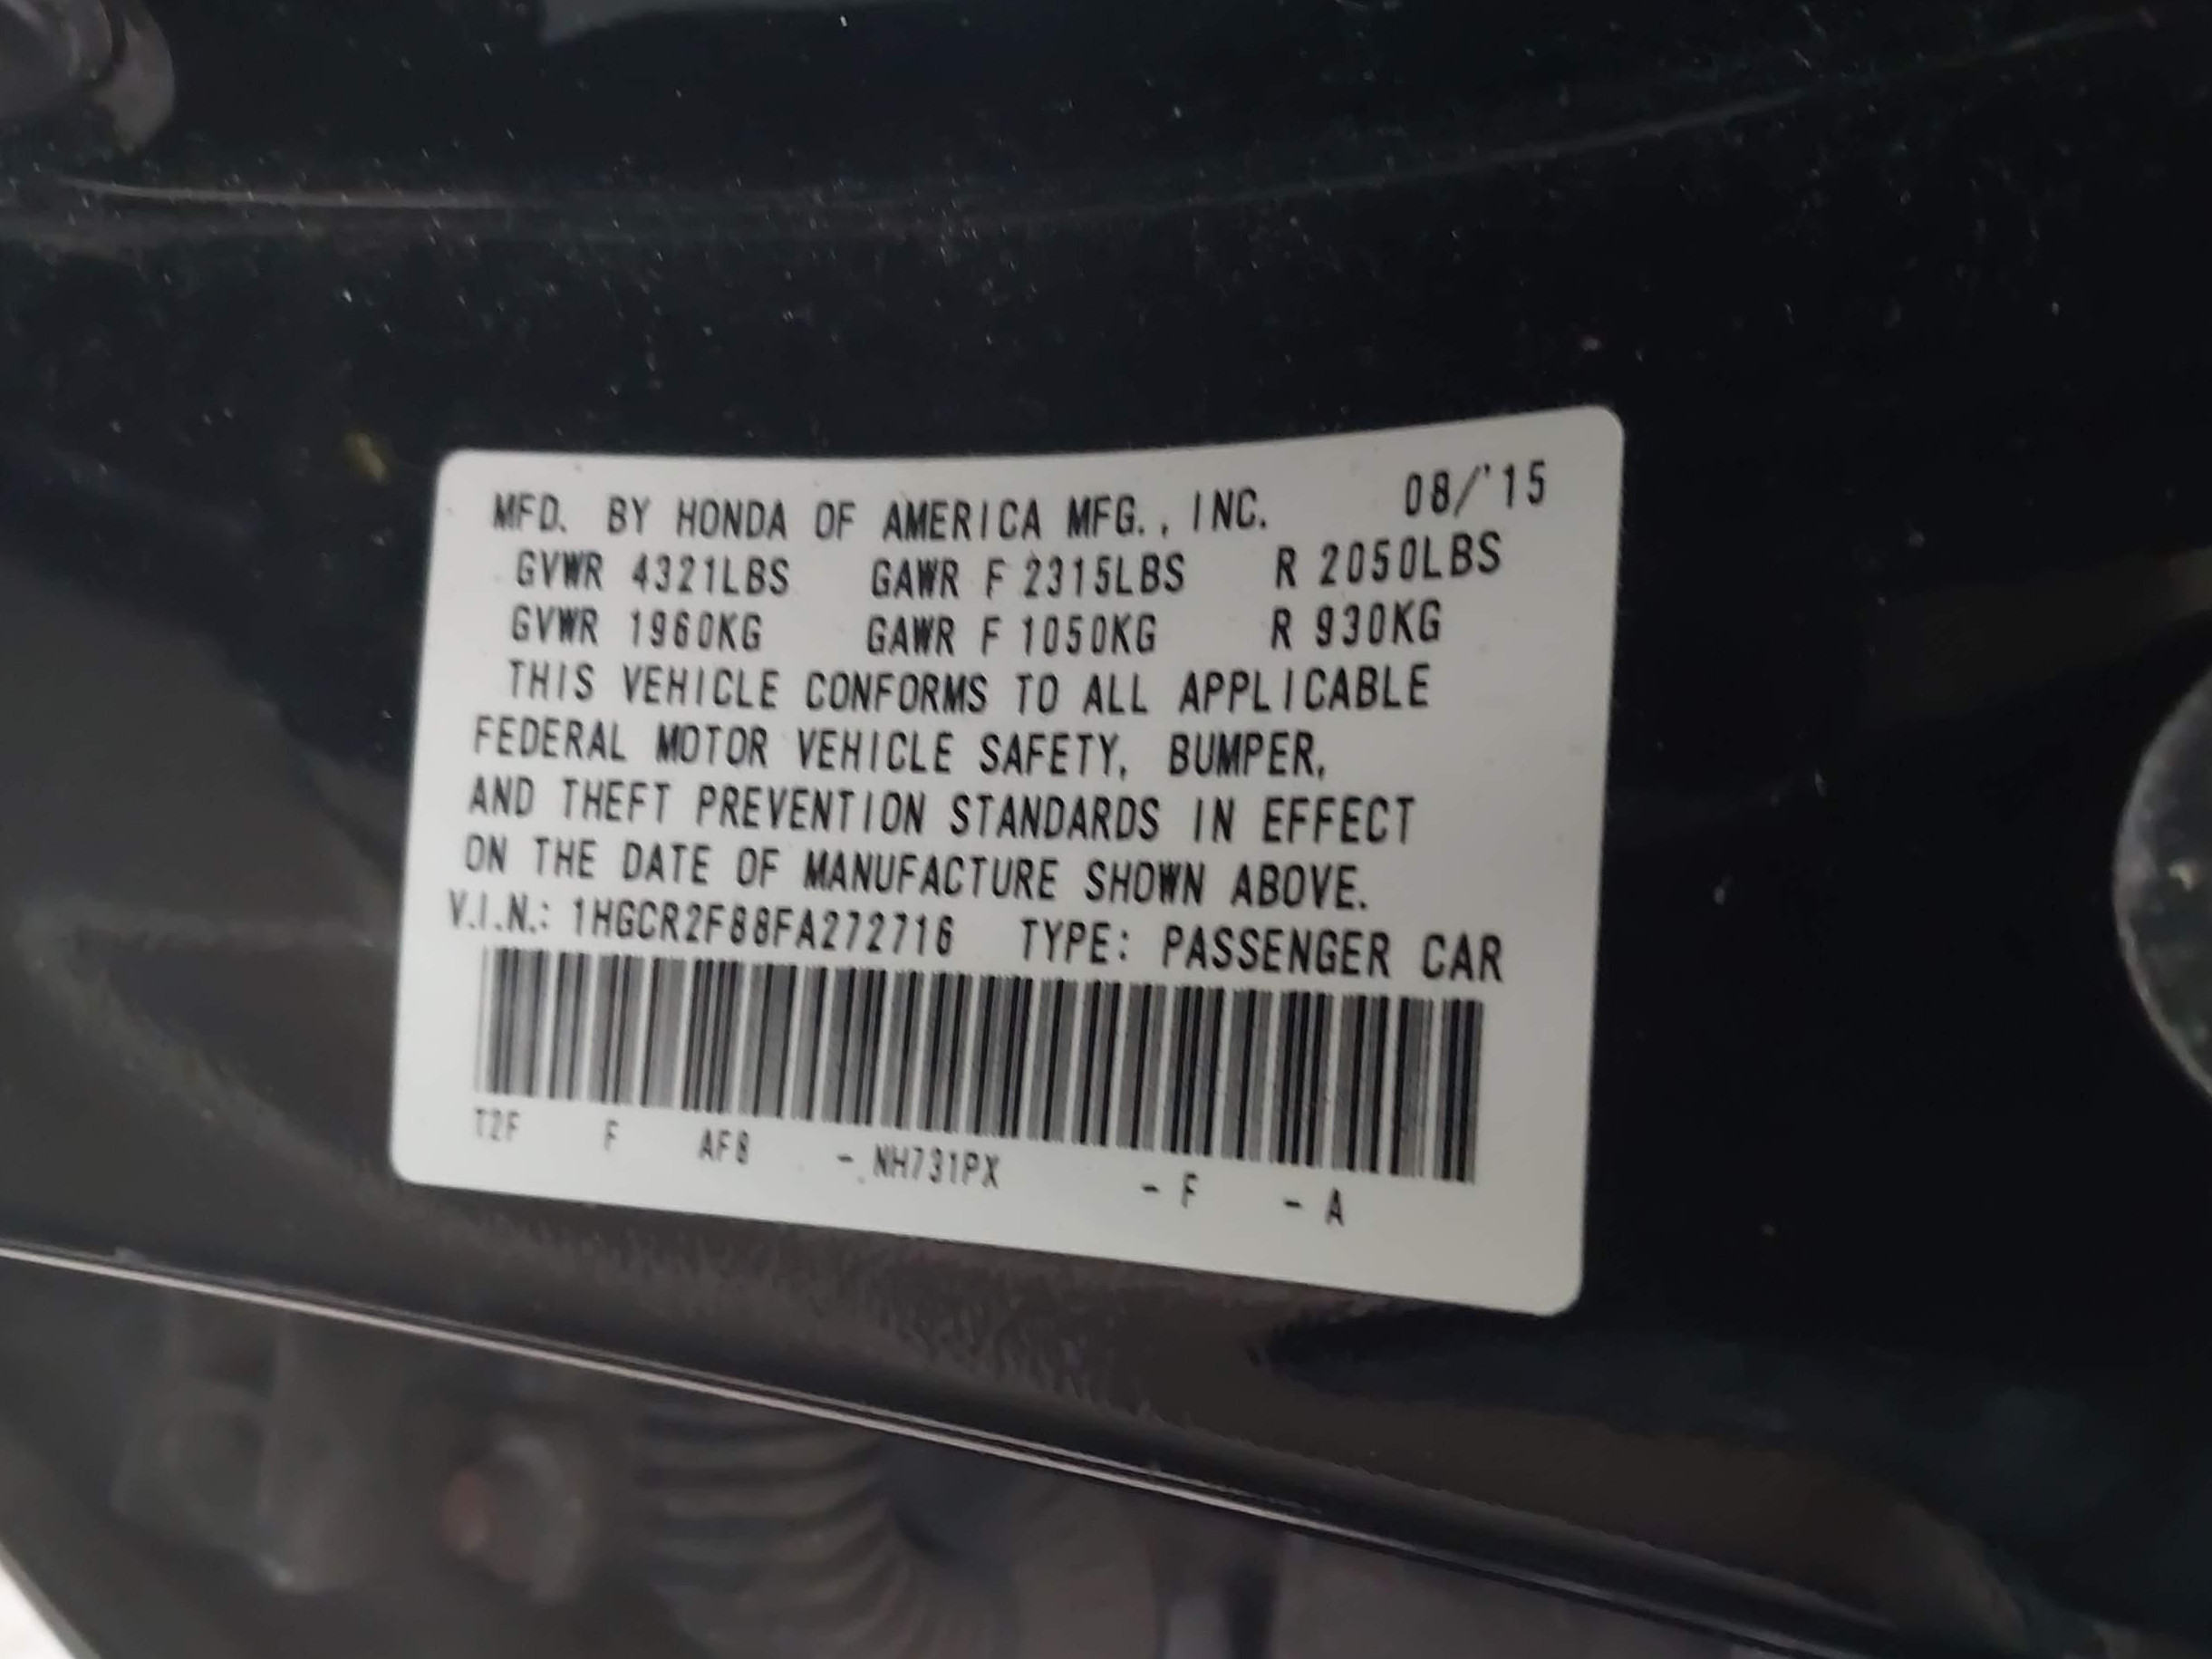 MFD. BY HONDA OF AMERICA MFG., INC. 08/'15
GVWR 4321LBS GAWR F 2315LBS R 2050LBS
GVWR 1960KG GAWR F 1050KG R 930KG
THIS VEHICLE CONFORMS TO ALL APPLICABLE
FEDERAL MOTOR VEHICLE SAFETY, BUMPER,
AND THEFT PREVENTION STANDARDS IN EFFECT
ON THE DATE OF MANUFACTURE SHOWN ABOVE.
V.I.N.: 1HGCR2F88FA272716 TYPE: PASSENGER CAR
T2F F AF8 - NH731PX - F - A